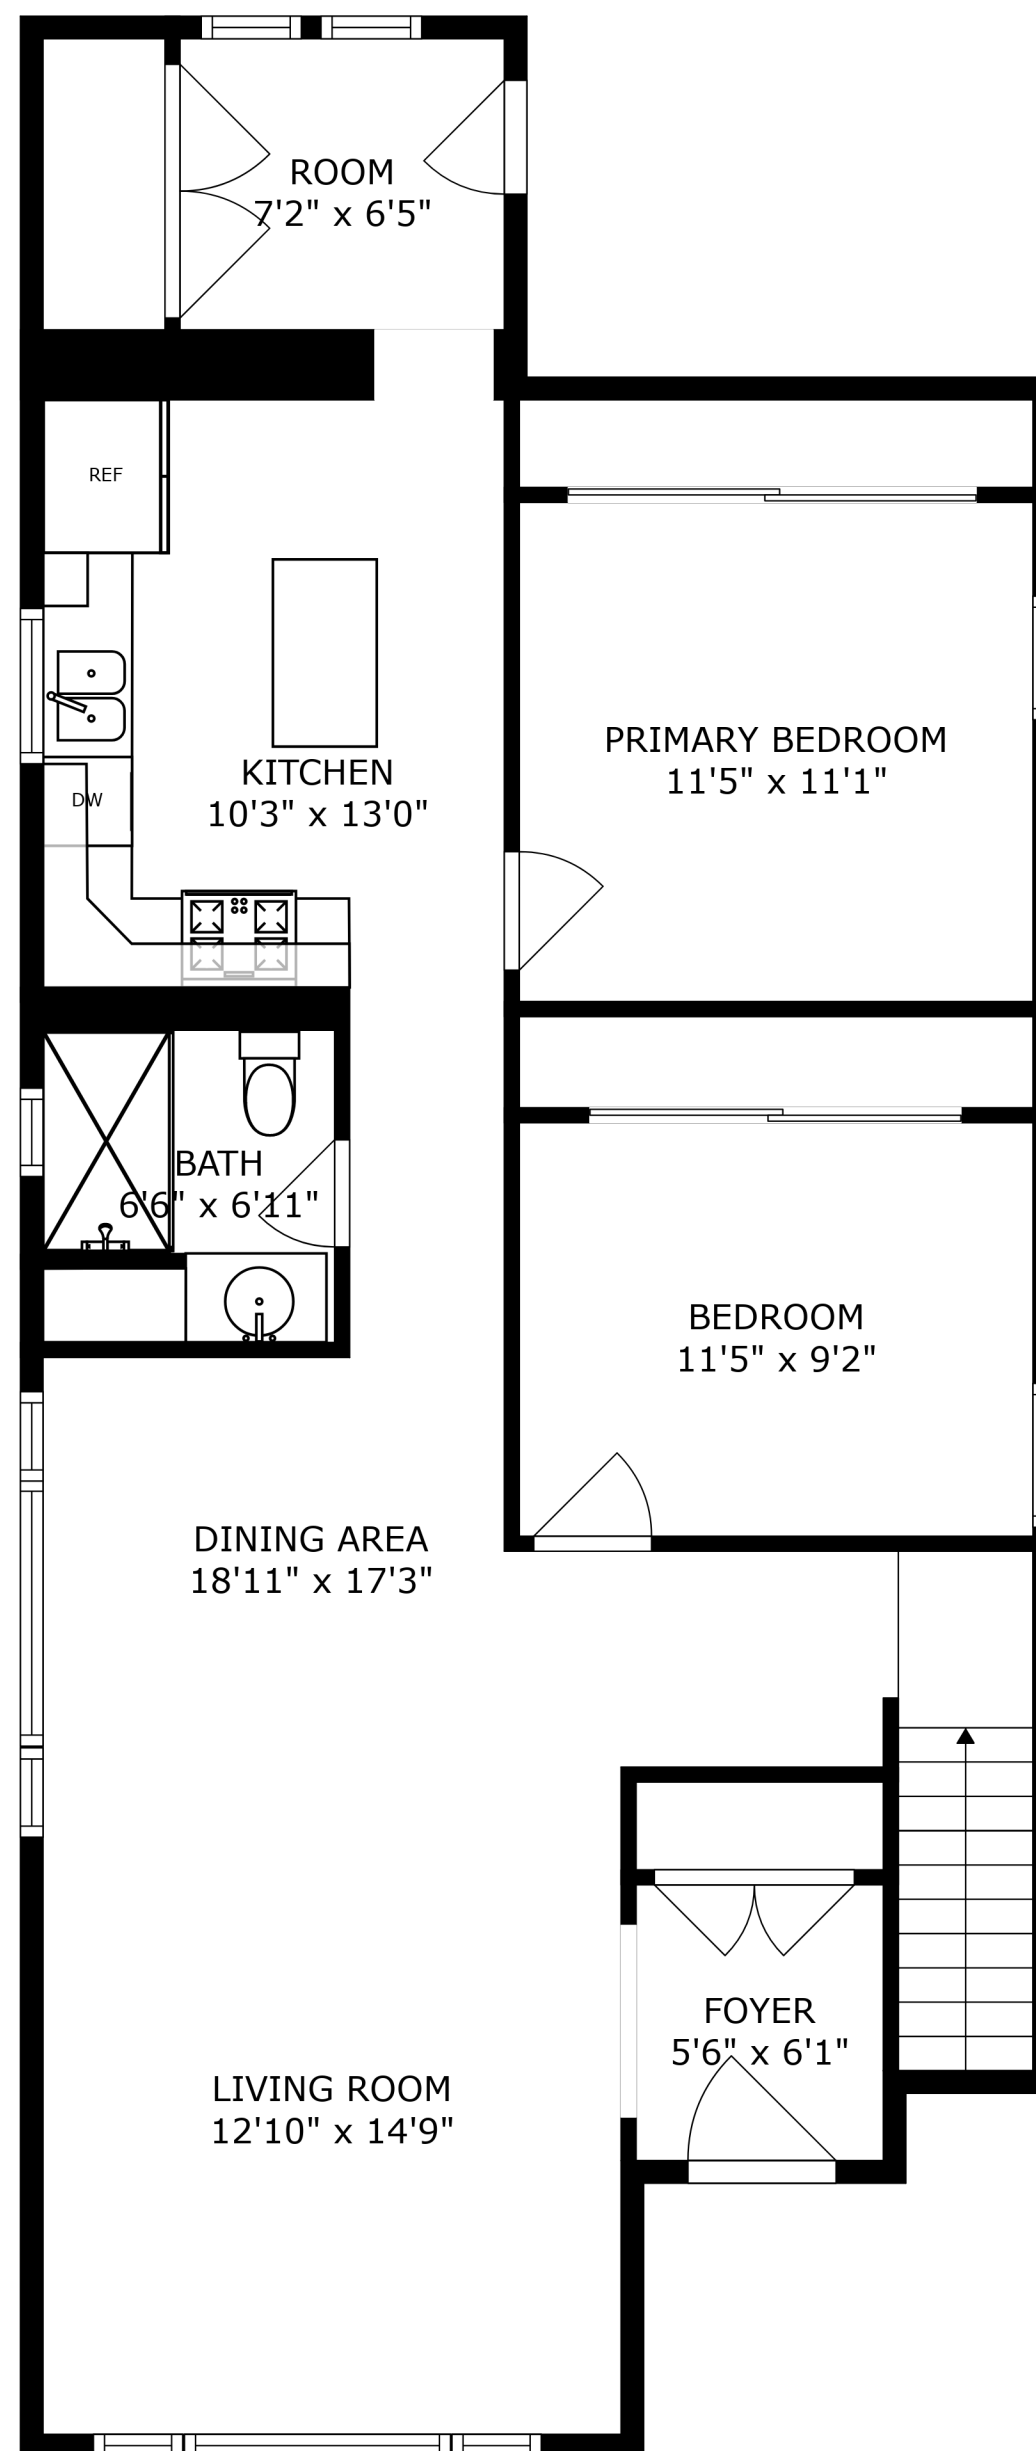 ROOM
7'2" x 6'5"
REF
PRIMARY BEDROOM
11'5" x 11'1"
KITCHEN
10'3" x 13'0"
DW
BATH
6'6" x 6'11"
BEDROOM
11'5" x 9'2"
DINING AREA
18'11" x 17'3"
FOYER
5'6" x 6'1"
LIVING ROOM
12'10" x 14'9"